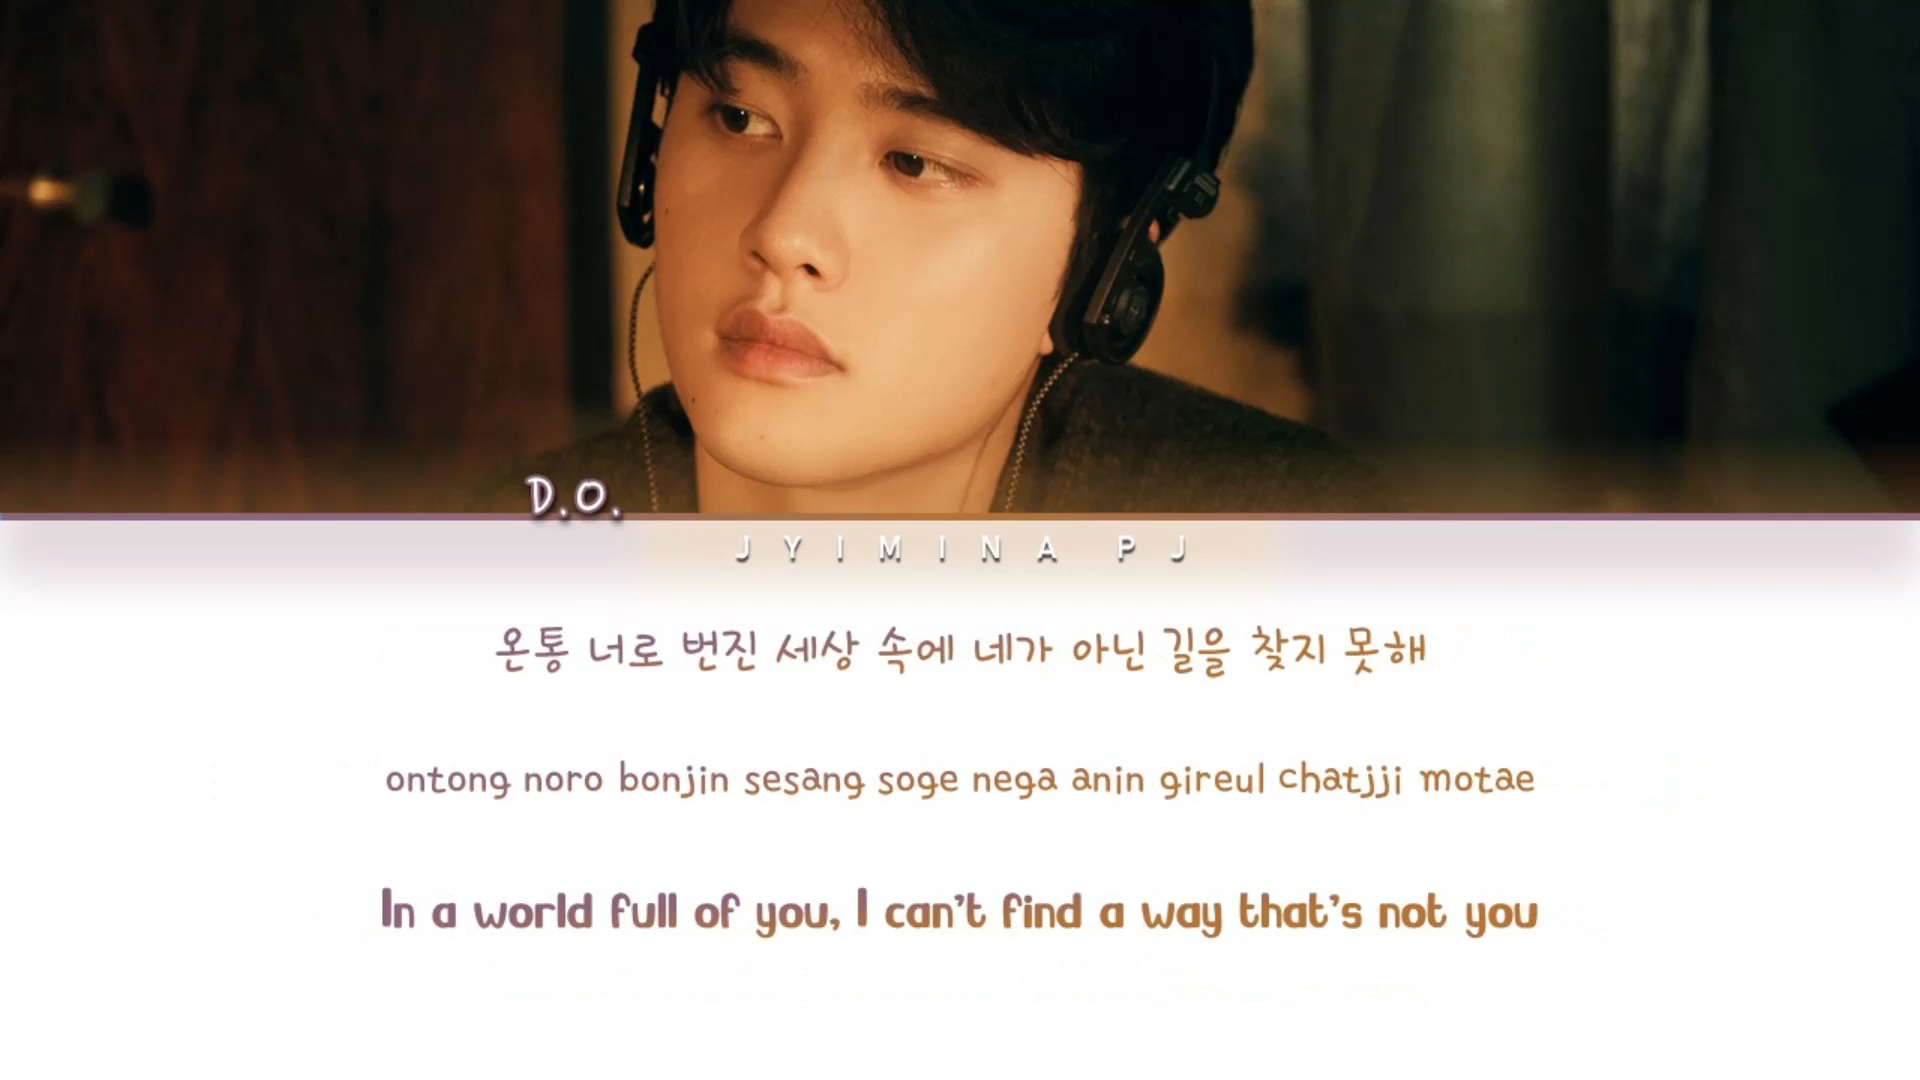 D.O.
JYIMINA PJ
온통 너로 번진 세상 속에 네가 아닌 길을 찾지 못해
ontong noro bonjin sesang soge nega anin gireul chatjji motae
In a world full of you, I can't find a way that's not you